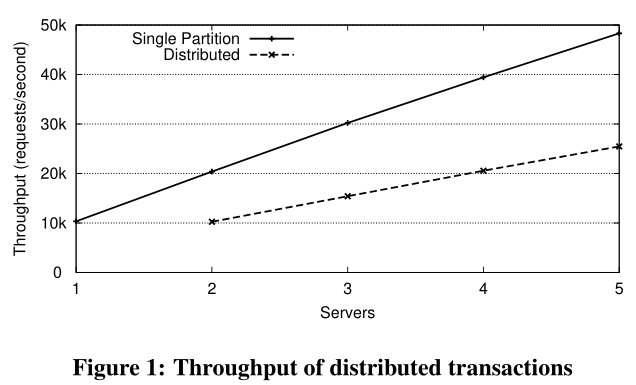 50k
40k
30k
20k
10k
0
Throughput (requests/second)
Single Partition
Distributed
1 2 3 4 5
Servers
Figure 1: Throughput of distributed transactions